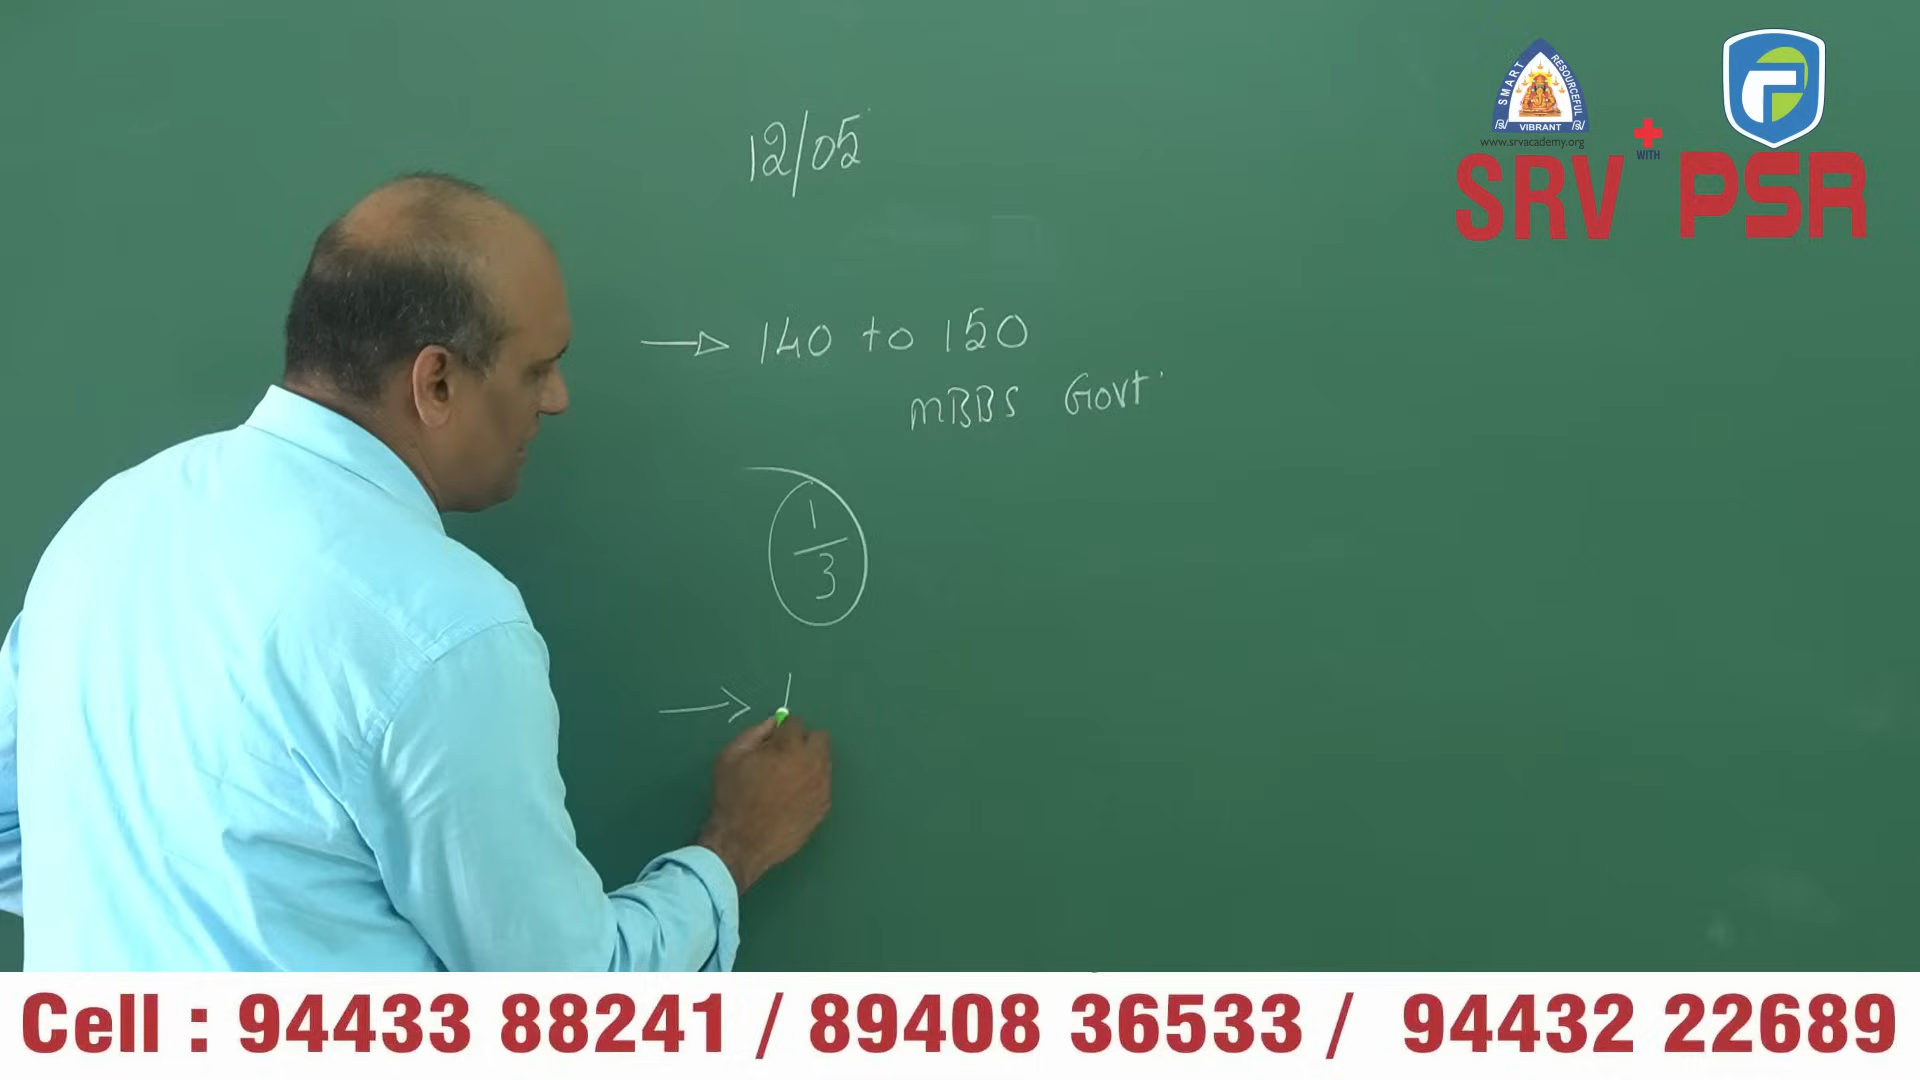 12/05
→ 140 to 150
MBBS Govt
1
3
→
SMART RESOURCEFUL
VIBRANT
www.srvacademy.org
WITH
SRV + PSR
Cell : 94433 88241 / 89408 36533 / 94432 22689